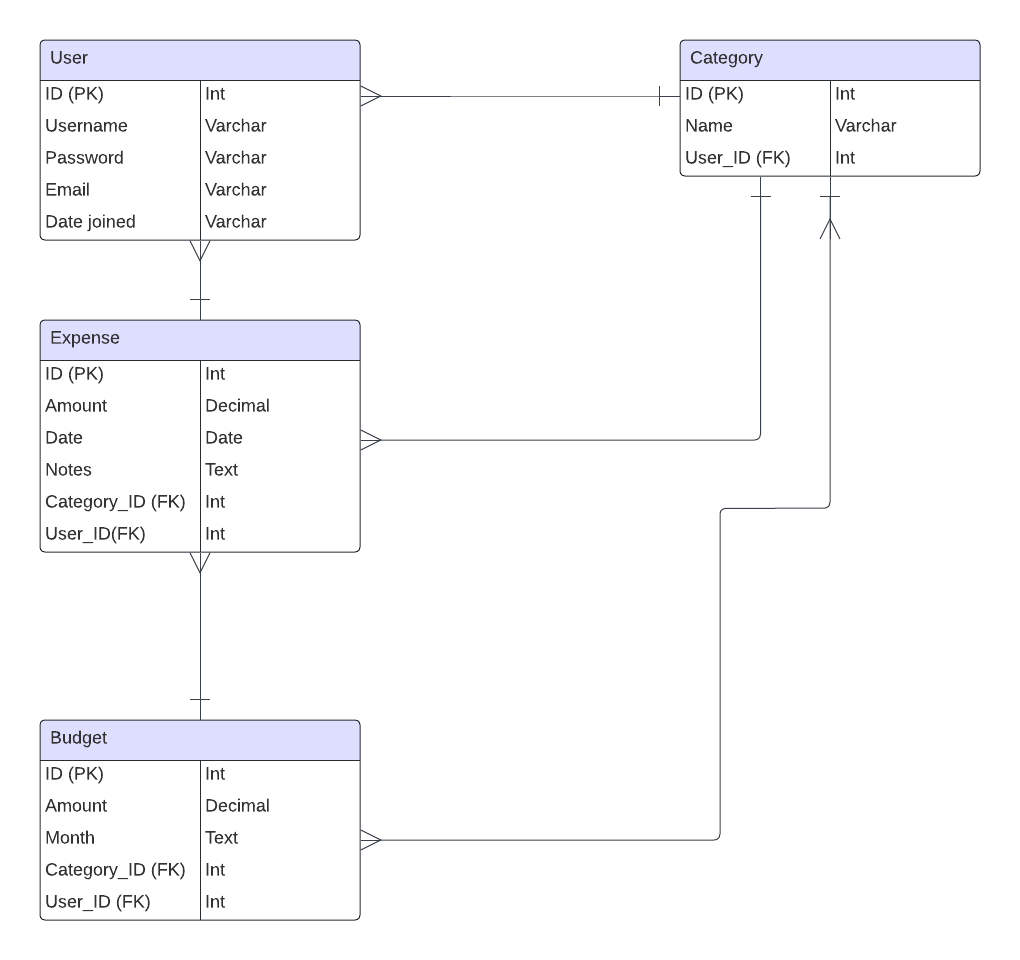 User
ID (PK) Int
Username Varchar
Password Varchar
Email Varchar
Date joined Varchar
Category
ID (PK) Int
Name Varchar
User_ID (FK) Int
Expense
ID (PK) Int
Amount Decimal
Date Date
Notes Text
Category_ID (FK) Int
User_ID(FK) Int
Budget
ID (PK) Int
Amount Decimal
Month Text
Category_ID (FK) Int
User_ID (FK) Int